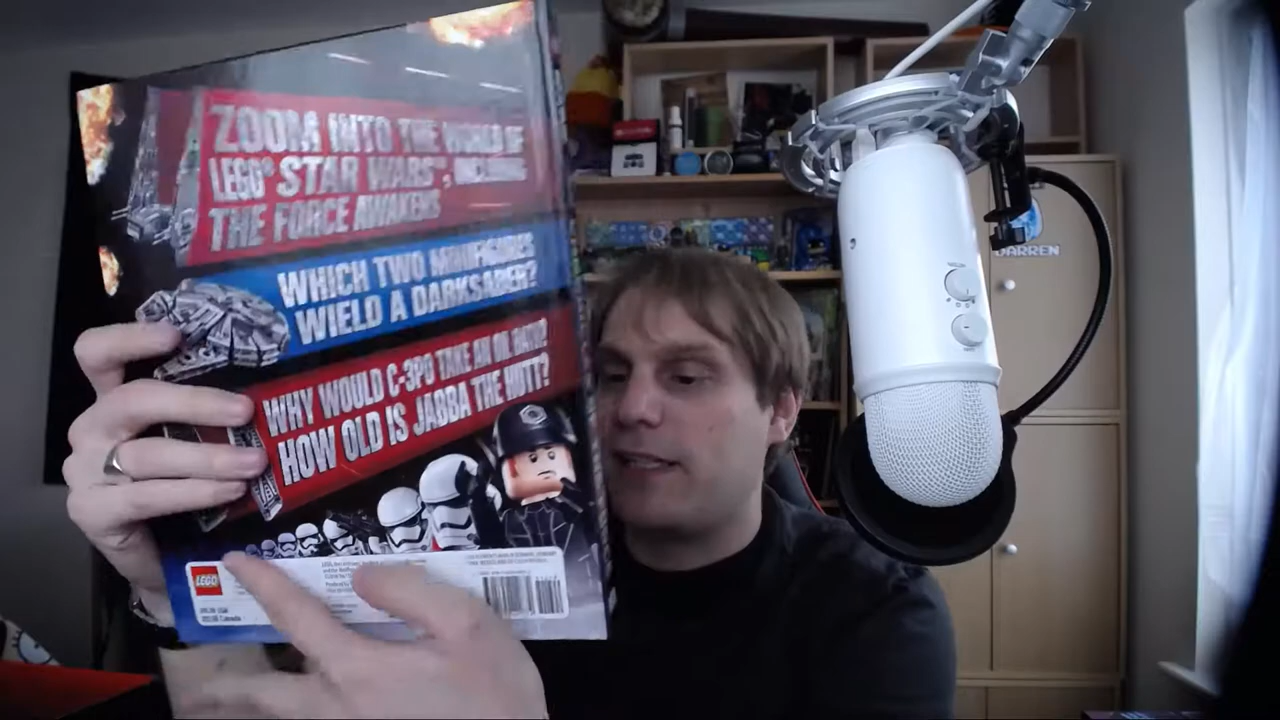 ZOOM INTO THE WORLD OF
LEGO® STAR WARS™, INCLUDING
THE FORCE AWAKENS
WHICH TWO MINIFIGURES
WIELD A DARKSABER?
WHY WOULD C-3PO TAKE AN OIL BATH?
HOW OLD IS JABBA THE HUTT?
LEGO
DARREN